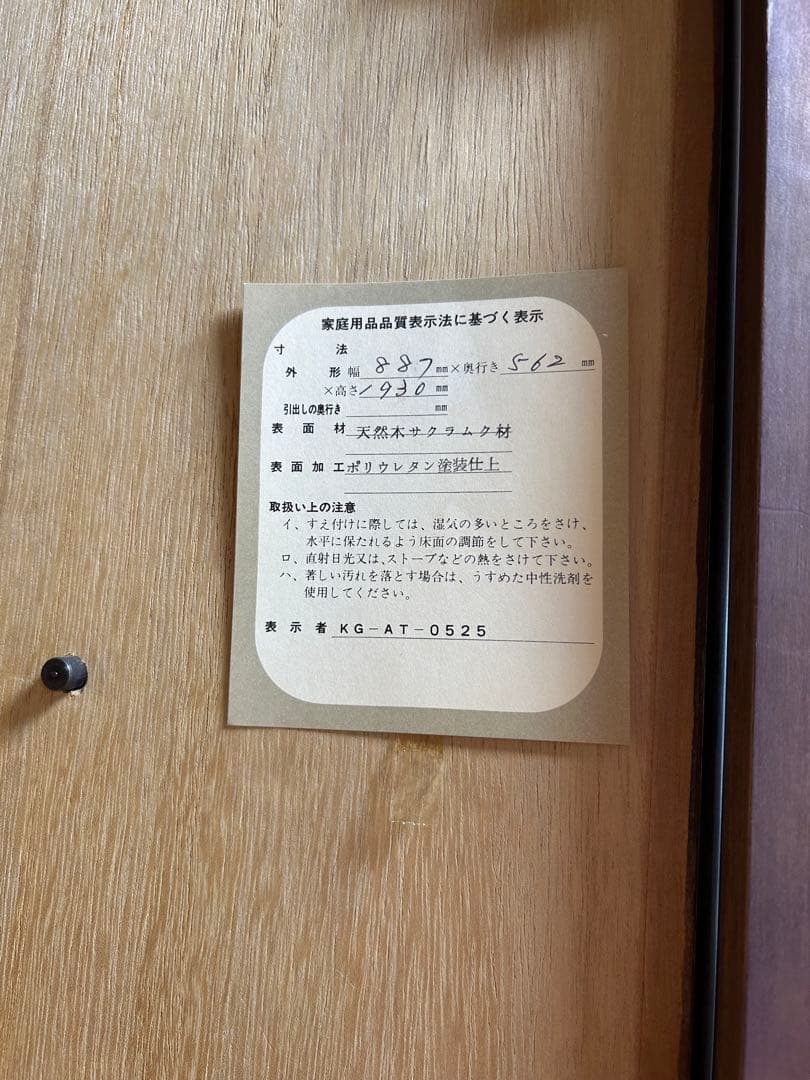 家庭用品品質表示法に基づく表示
寸法
外形 幅 887mm×奥行き 562mm
×高さ 1930mm
引出しの奥行き mm
表面材 天然木サクラムク材
表面加工 ポリウレタン塗装仕上
取扱い上の注意
イ、すえ付けに際しては、湿気の多いところをさけ、
水平に保たれるよう床面の調節をして下さい。
ロ、直射日光又は、ストーブなどの熱をさけて下さい。
ハ、著しい汚れを落とす場合は、うすめた中性洗剤を
使用してください。
表示者 KG-AT-0525